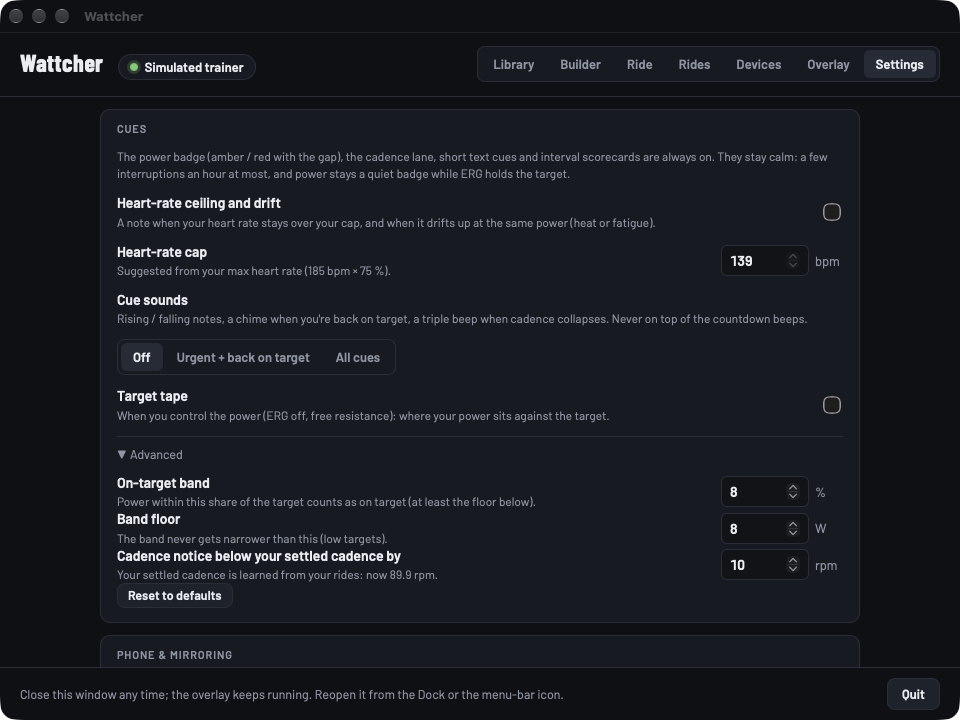 Wattcher
Wattcher
Simulated trainer
Library
Builder
Ride
Rides
Devices
Overlay
Settings
CUES
The power badge (amber / red with the gap), the cadence lane, short text cues and interval scorecards are always on. They stay calm: a few
interruptions an hour at most, and power stays a quiet badge while ERG holds the target.
Heart-rate ceiling and drift
A note when your heart rate stays over your cap, and when it drifts up at the same power (heat or fatigue).
Heart-rate cap
139 bpm
Suggested from your max heart rate (185 bpm × 75 %).
Cue sounds
Rising / falling notes, a chime when you're back on target, a triple beep when cadence collapses. Never on top of the countdown beeps.
Off
Urgent + back on target
All cues
Target tape
When you control the power (ERG off, free resistance): where your power sits against the target.
▼ Advanced
On-target band
8 %
Power within this share of the target counts as on target (at least the floor below).
Band floor
8 W
The band never gets narrower than this (low targets).
Cadence notice below your settled cadence by
10 rpm
Your settled cadence is learned from your rides: now 89.9 rpm.
Reset to defaults
PHONE & MIRRORING
Close this window any time; the overlay keeps running. Reopen it from the Dock or the menu-bar icon.
Quit